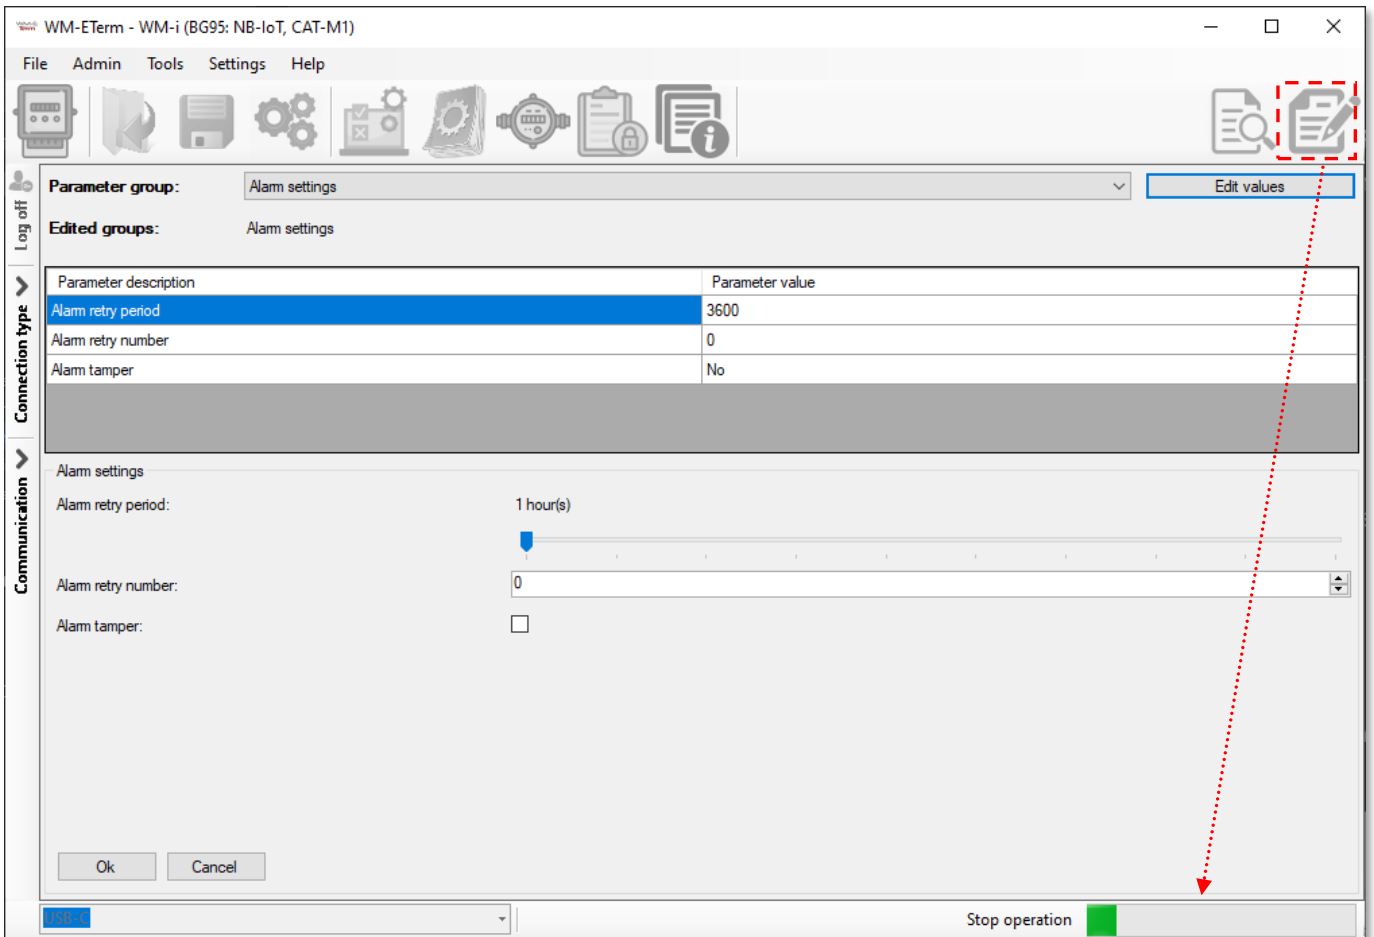 WM-ETerm - WM-i (BG95: NB-IoT, CAT-M1)
File Admin Tools Settings Help
Log off
Connection type
Communication
Parameter group: Alarm settings Edit values
Edited groups: Alarm settings
Parameter description Parameter value
Alarm retry period 3600
Alarm retry number 0
Alarm tamper No
Alarm settings
Alarm retry period: 1 hour(s)
Alarm retry number: 0
Alarm tamper:
Ok Cancel
USB-C Stop operation